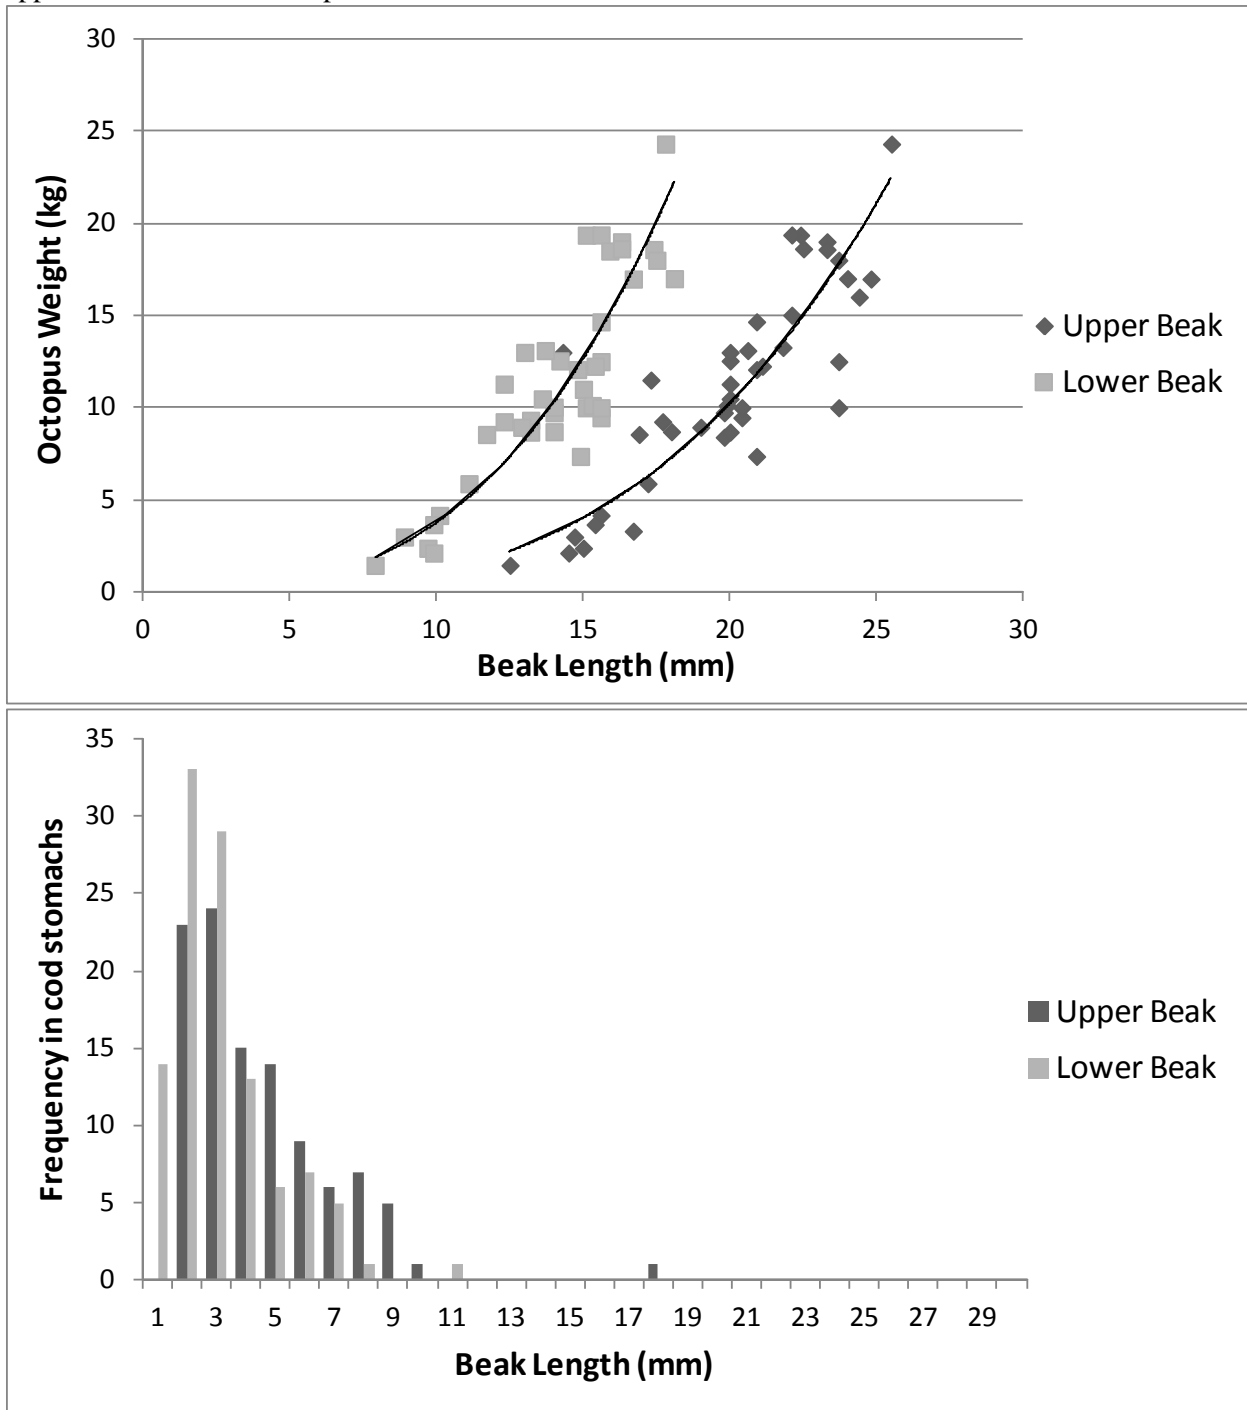 30
25
20
15
10
5
0
Octopus Weight (kg)
0 5 10 15 20 25 30
Beak Length (mm)
Upper Beak
Lower Beak
35
30
25
20
15
10
5
0
Frequency in cod stomachs
1 3 5 7 9 11 13 15 17 19 21 23 25 27 29
Beak Length (mm)
Upper Beak
Lower Beak